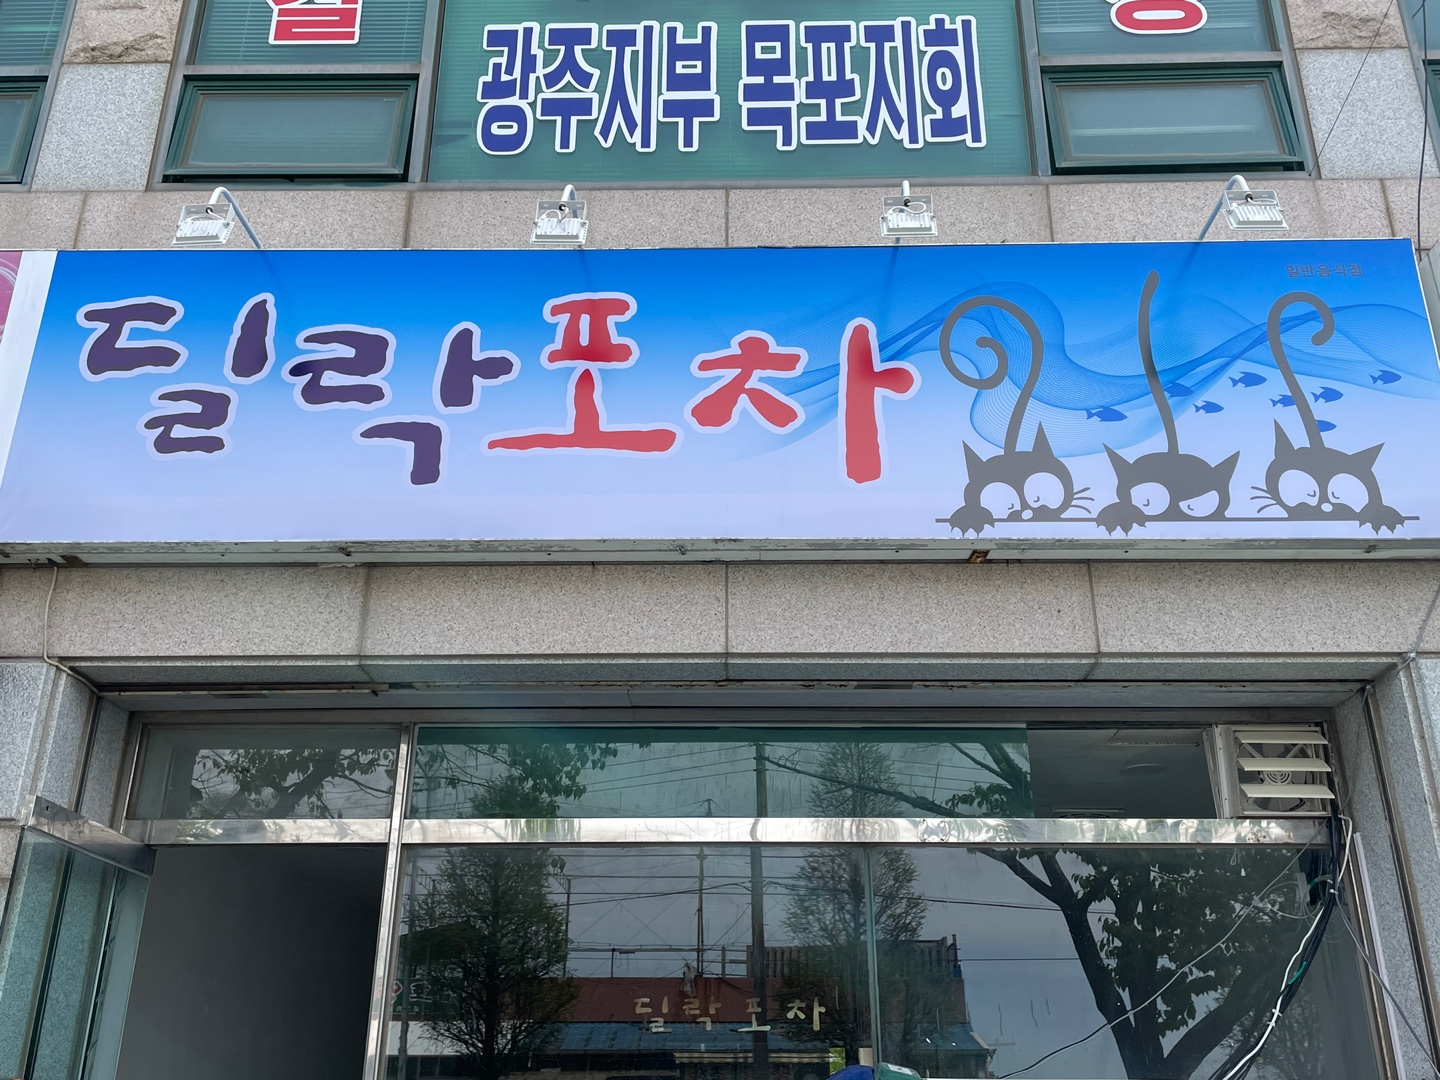 광주지부 목포지회
일반음식점
딜락포차
딜락포차